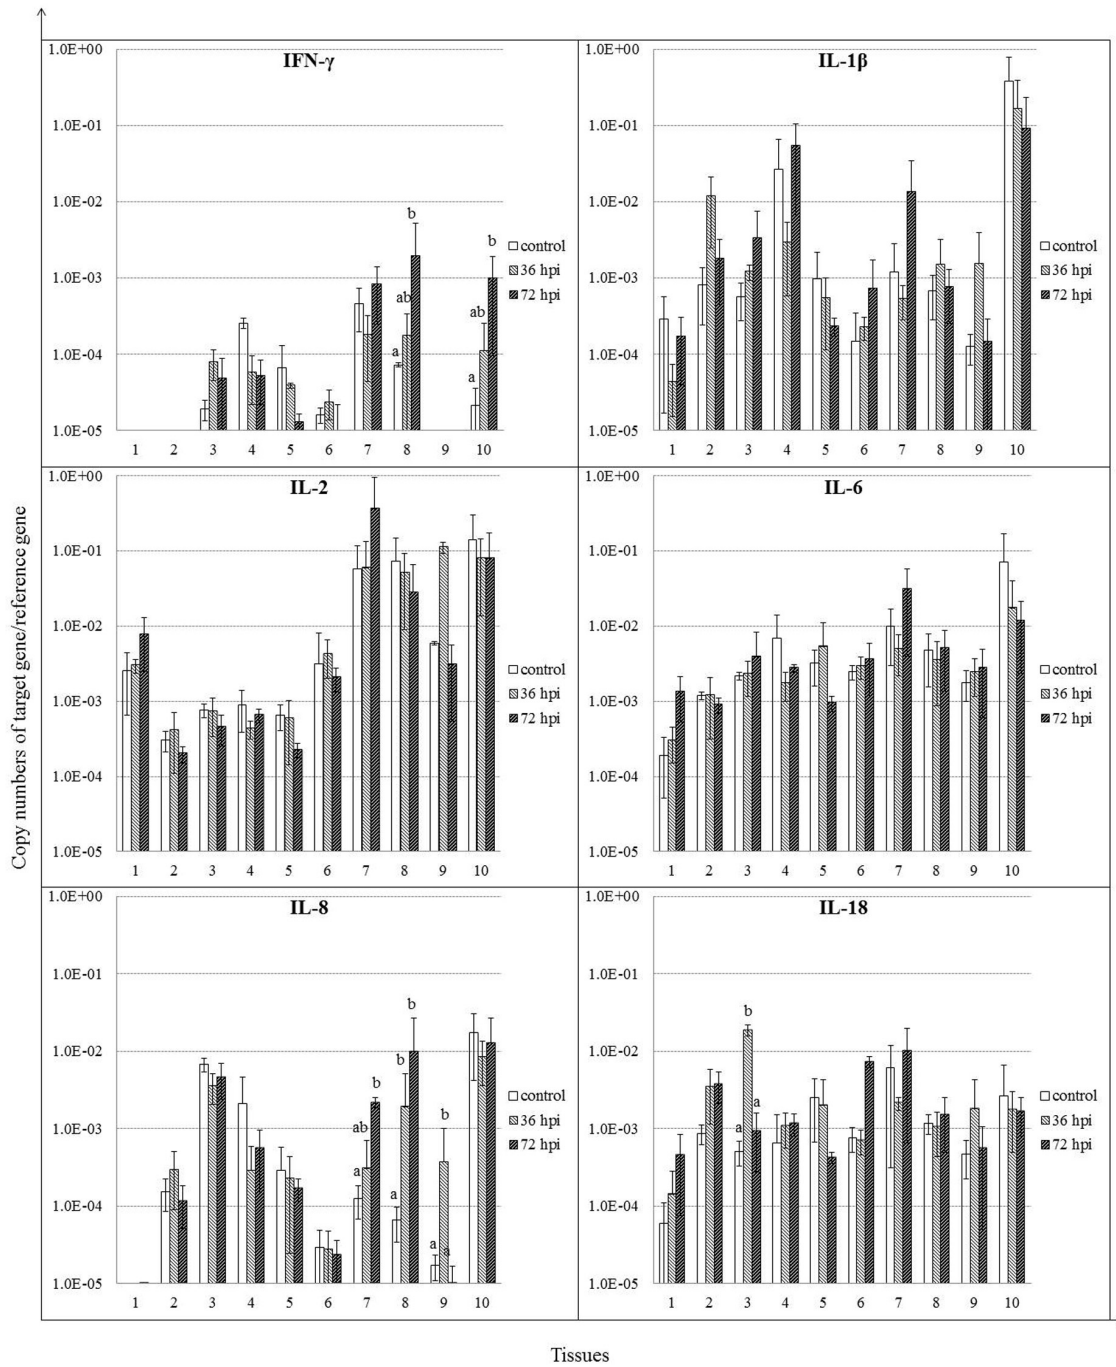 IFN-γ
1.0E+00
1.0E-01
1.0E-02
1.0E-03
1.0E-04
1.0E-05
a ab b a ab b
control
36 hpi
72 hpi
1 2 3 4 5 6 7 8 9 10
IL-1β
1.0E+00
1.0E-01
1.0E-02
1.0E-03
1.0E-04
1.0E-05
control
36 hpi
72 hpi
1 2 3 4 5 6 7 8 9 10
Copy numbers of target gene/reference gene
IL-2
1.0E+00
1.0E-01
1.0E-02
1.0E-03
1.0E-04
1.0E-05
control
36 hpi
72 hpi
1 2 3 4 5 6 7 8 9 10
IL-6
1.0E+00
1.0E-01
1.0E-02
1.0E-03
1.0E-04
1.0E-05
control
36 hpi
72 hpi
1 2 3 4 5 6 7 8 9 10
IL-8
1.0E+00
1.0E-01
1.0E-02
1.0E-03
1.0E-04
1.0E-05
a ab b a b b a b a
control
36 hpi
72 hpi
1 2 3 4 5 6 7 8 9 10
IL-18
1.0E+00
1.0E-01
1.0E-02
1.0E-03
1.0E-04
1.0E-05
a b a
control
36 hpi
72 hpi
1 2 3 4 5 6 7 8 9 10
Tissues